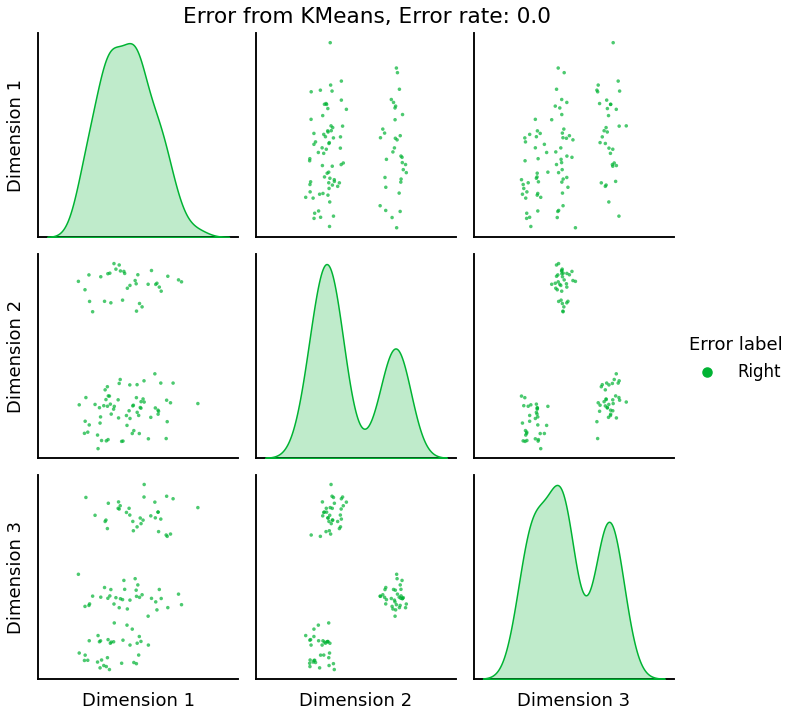 Error from KMeans, Error rate: 0.0
Dimension 1
Dimension 2
Error label
Right
Dimension 3
Dimension 1
Dimension 2
Dimension 3